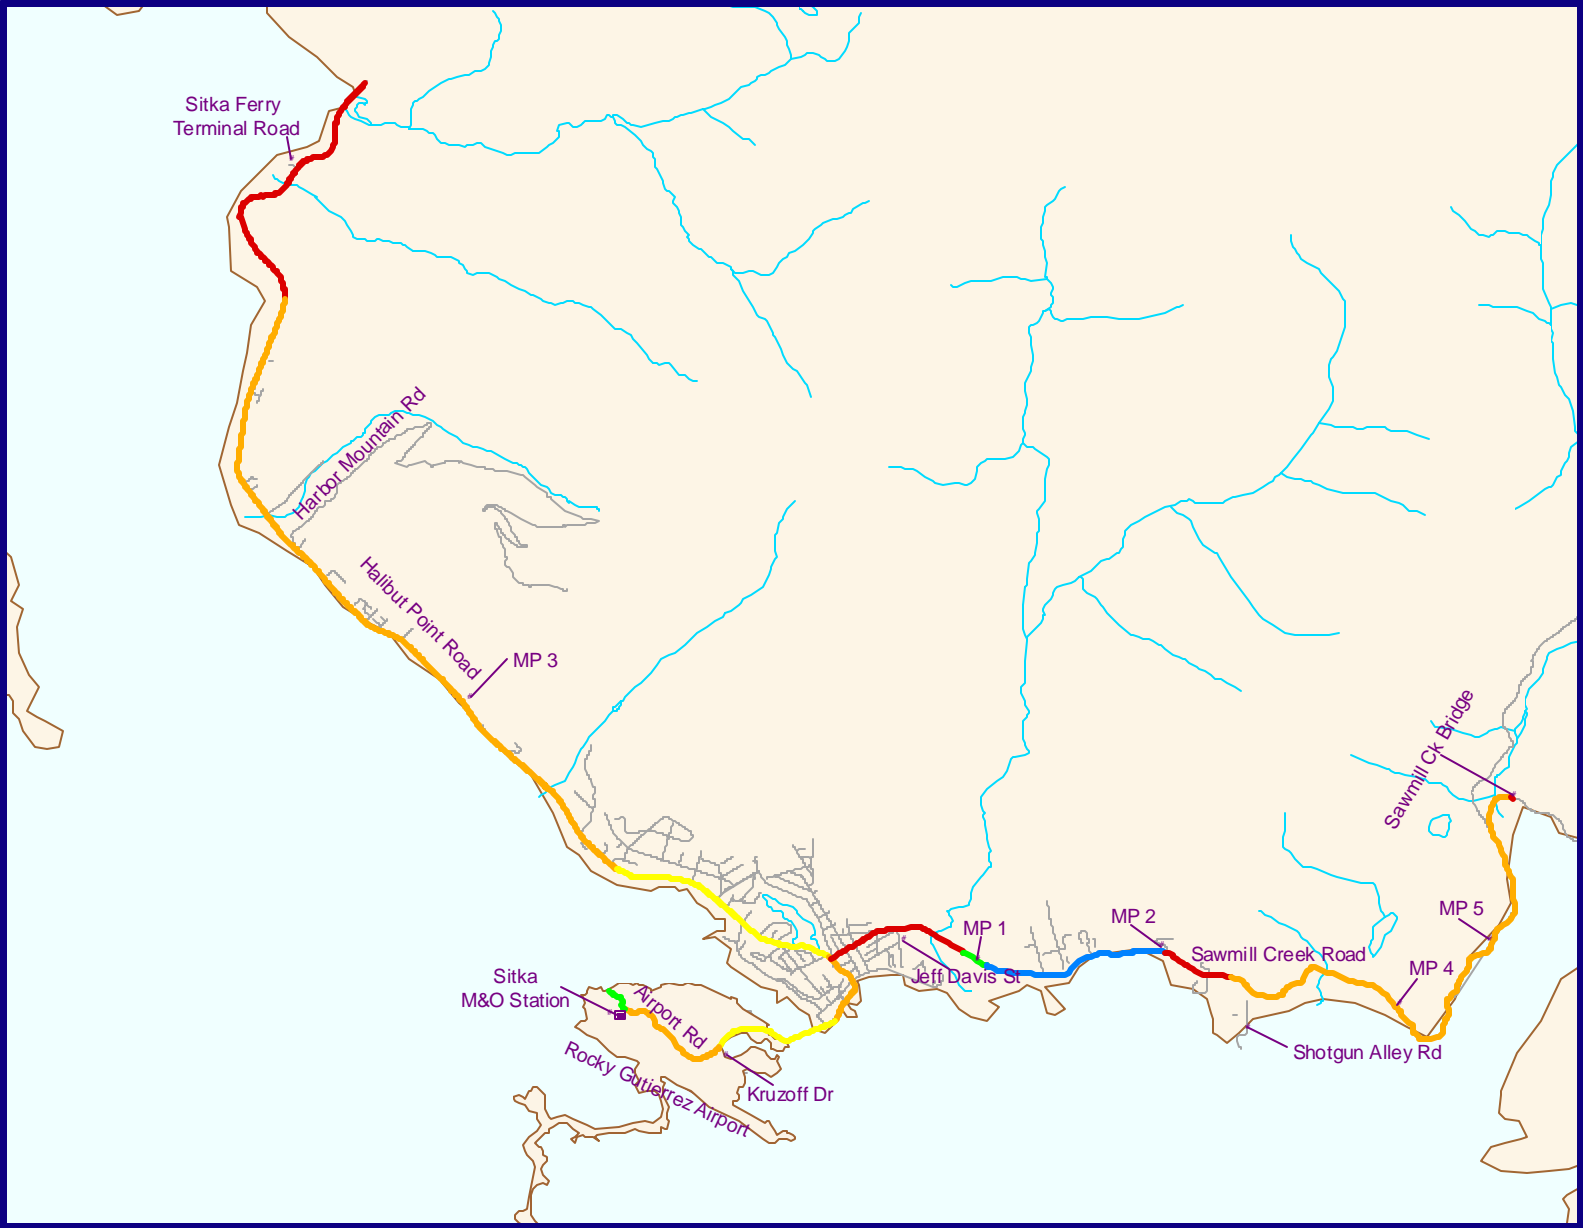 Sitka Ferry
Terminal Road
Harbor Mountain Rd
Halibut Point Road
MP 3
Sawmill Ck Bridge
MP 5
MP 2
MP 1
Sawmill Creek Road
MP 4
Jeff Davis St
Sitka
M&O Station
Airport Rd
Shotgun Alley Rd
Rocky Gutierrez Airport
Kruzoff Dr